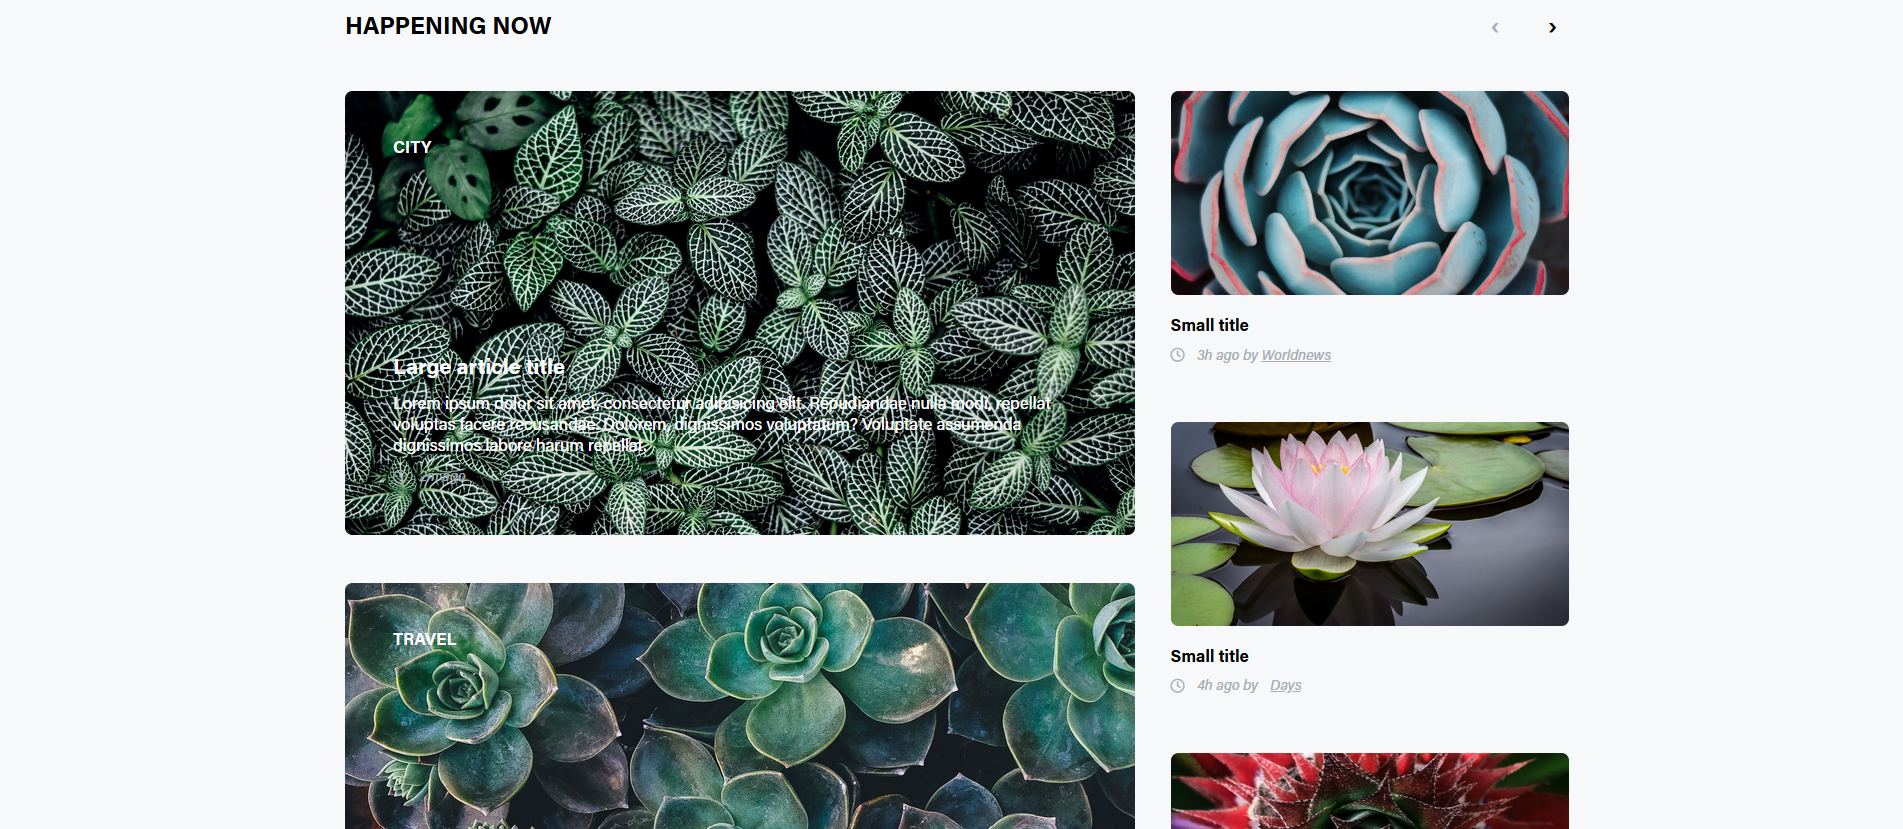 HAPPENING NOW
CITY
Large article title
Lorem ipsum dolor sit amet, consectetur adipisicing elit. Repudiandae nulla modi, repellat
voluptas facere recusandae. Dolorem, dignissimos voluptatum? Voluptate assumenda
dignissimos labore harum repellat.
2h ago
TRAVEL
Small title
3h ago by Worldnews
Small title
4h ago by Days